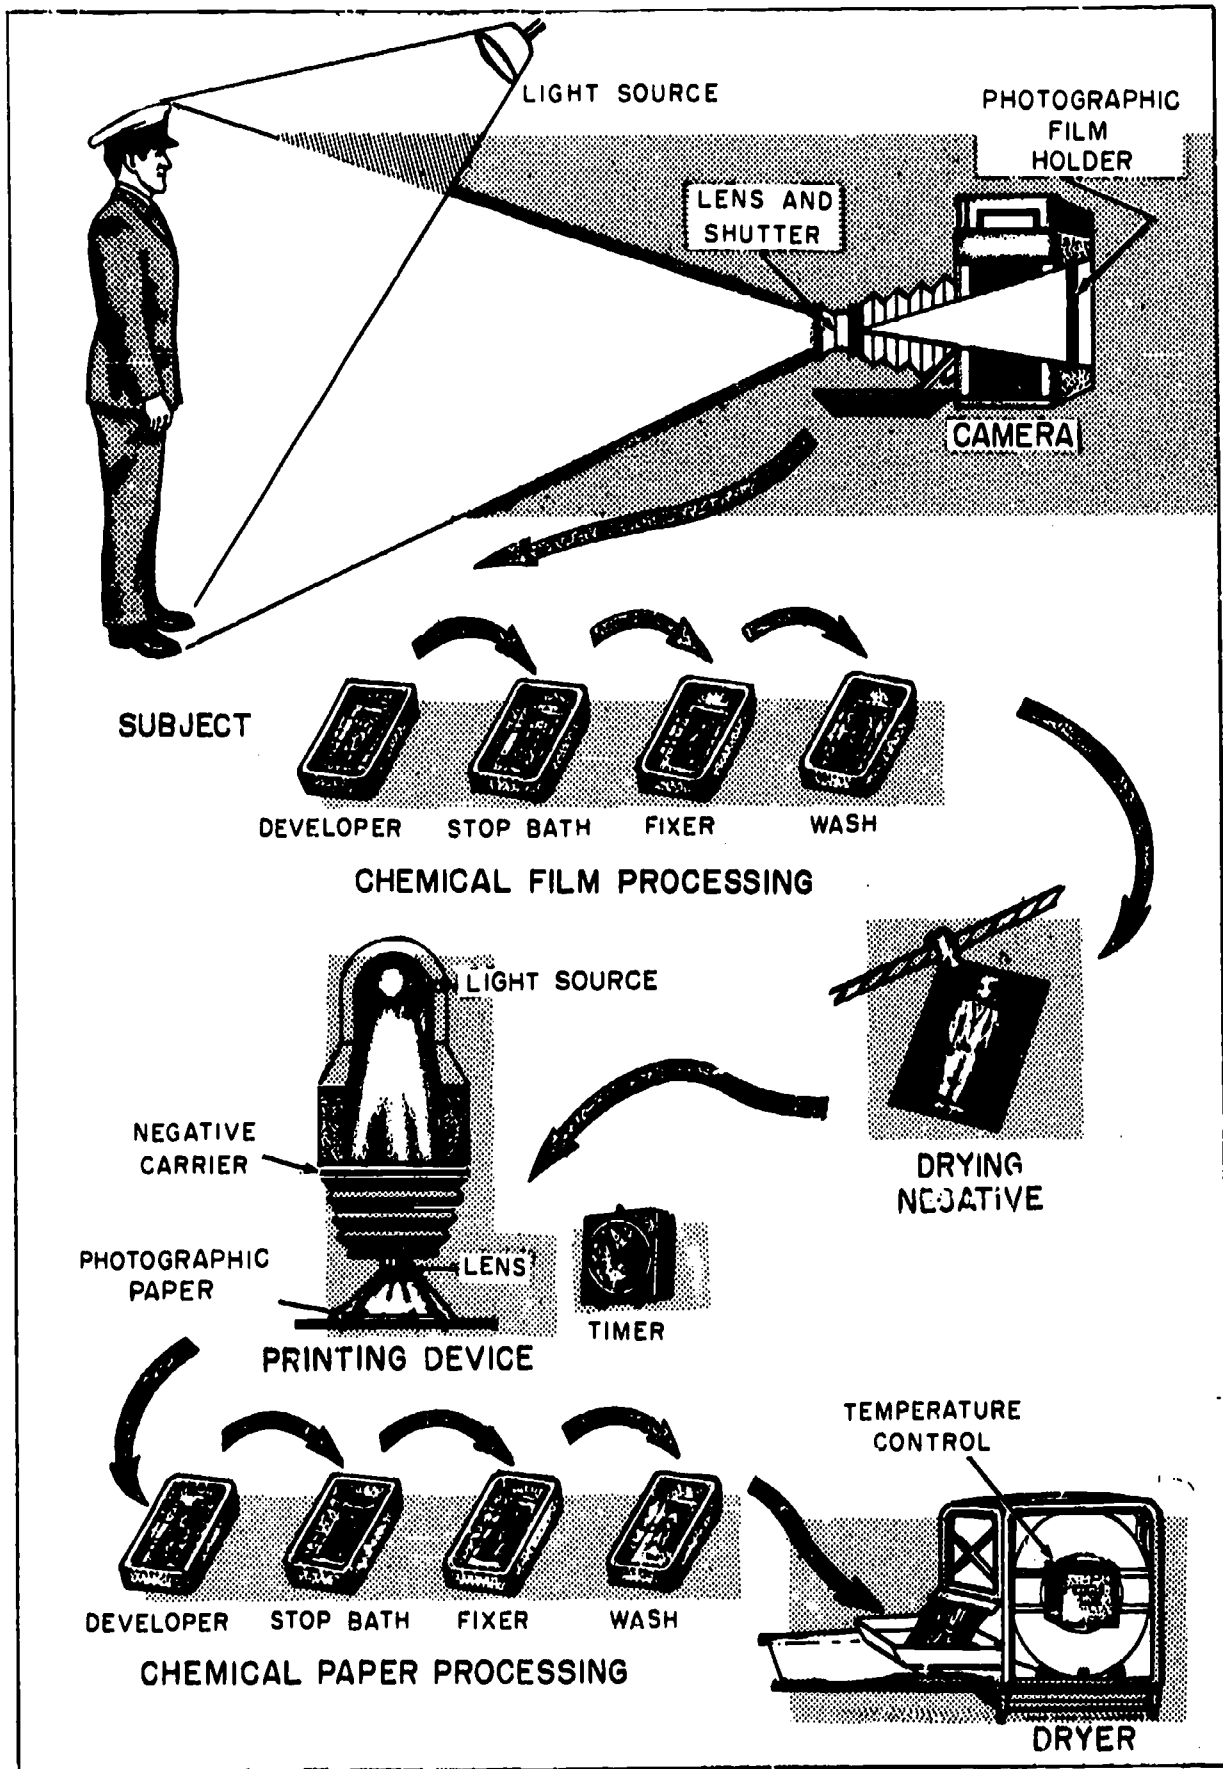 LIGHT SOURCE
PHOTOGRAPHIC
FILM
HOLDER
LENS AND
SHUTTER
CAMERA
SUBJECT
DEVELOPER
STOP BATH
FIXER
WASH
CHEMICAL FILM PROCESSING
LIGHT SOURCE
NEGATIVE
CARRIER
DRYING
NEGATIVE
PHOTOGRAPHIC
PAPER
LENS
TIMER
PRINTING DEVICE
TEMPERATURE
CONTROL
DEVELOPER
STOP BATH
FIXER
WASH
CHEMICAL PAPER PROCESSING
DRYER